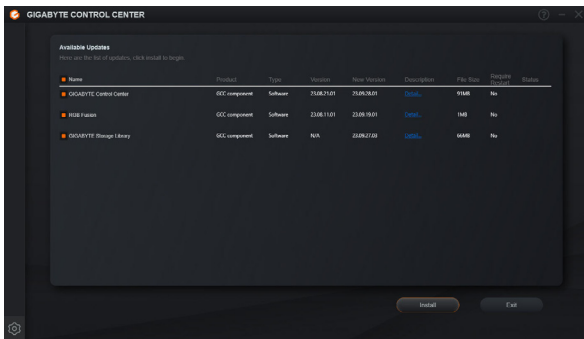 GIGABYTE CONTROL CENTER
Available Updates
Here are the list of updates, click install to begin.
Name Product Type Version New Version Description File Size Require Restart Status
GIGABYTE Control Center GCC component Software 23.08.21.01 23.09.28.01 Detail... 91MB No
RGB Fusion GCC component Software 23.08.11.01 23.09.19.01 Detail... 1MB No
GIGABYTE Storage Library GCC component Software N/A 23.09.27.03 Detail... 66MB No
Install Exit